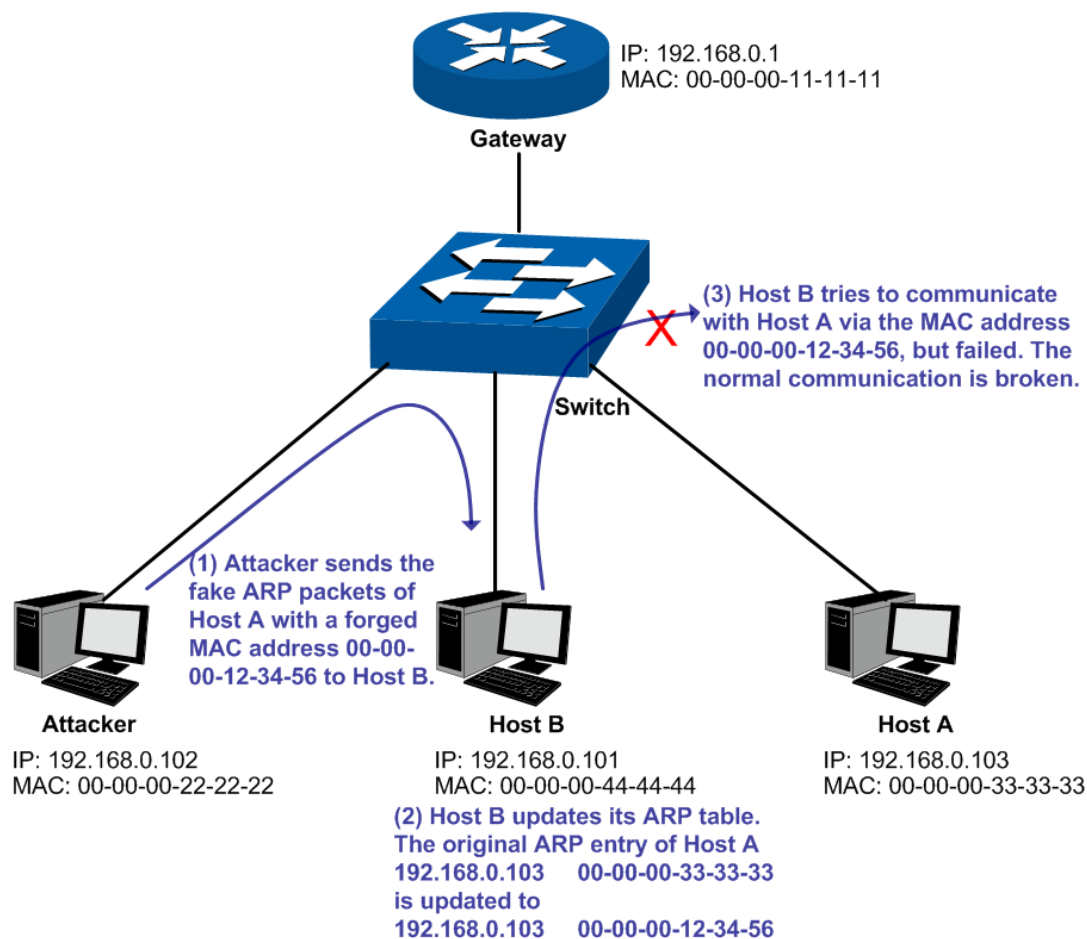 IP: 192.168.0.1
MAC: 00-00-00-11-11-11
Gateway
(3) Host B tries to communicate
with Host A via the MAC address
00-00-00-12-34-56, but failed. The
normal communication is broken.
X
Switch
(1) Attacker sends the
fake ARP packets of
Host A with a forged
MAC address 00-00-
00-12-34-56 to Host B.
Attacker
IP: 192.168.0.102
MAC: 00-00-00-22-22-22
Host B
IP: 192.168.0.101
MAC: 00-00-00-44-44-44
Host A
IP: 192.168.0.103
MAC: 00-00-00-33-33-33
(2) Host B updates its ARP table.
The original ARP entry of Host A
192.168.0.103 00-00-00-33-33-33
is updated to
192.168.0.103 00-00-00-12-34-56